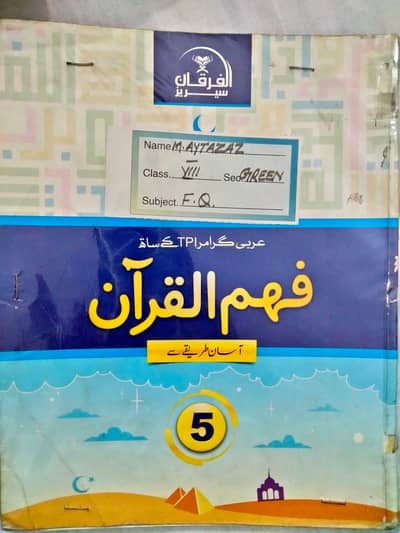 الفرقان
سیریز
Name M. AYTAZAZ
Class. VIII Sec GREEN
Subject. F.Q.
عربی گرامر TPI کے ساتھ
فہم القرآن
آسان طریقے سے
5